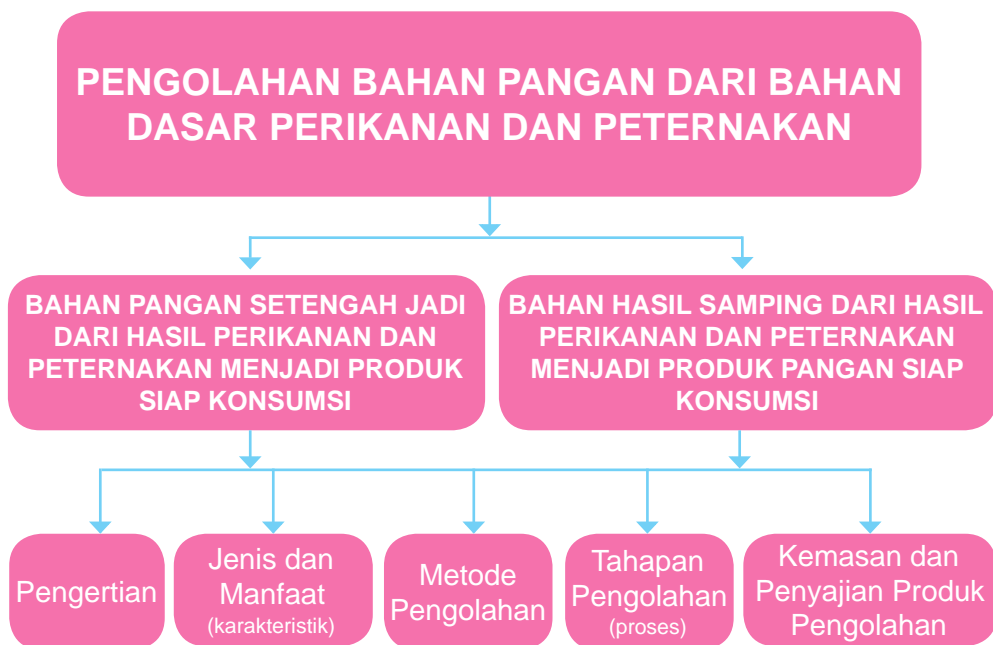 PENGOLAHAN BAHAN PANGAN DARI BAHAN
DASAR PERIKANAN DAN PETERNAKAN
BAHAN PANGAN SETENGAH JADI
DARI HASIL PERIKANAN DAN
PETERNAKAN MENJADI PRODUK
SIAP KONSUMSI
BAHAN HASIL SAMPING DARI HASIL
PERIKANAN DAN PETERNAKAN
MENJADI PRODUK PANGAN SIAP
KONSUMSI
Pengertian
Jenis dan
Manfaat
(karakteristik)
Metode
Pengolahan
Tahapan
Pengolahan
(proses)
Kemasan dan
Penyajian Produk
Pengolahan